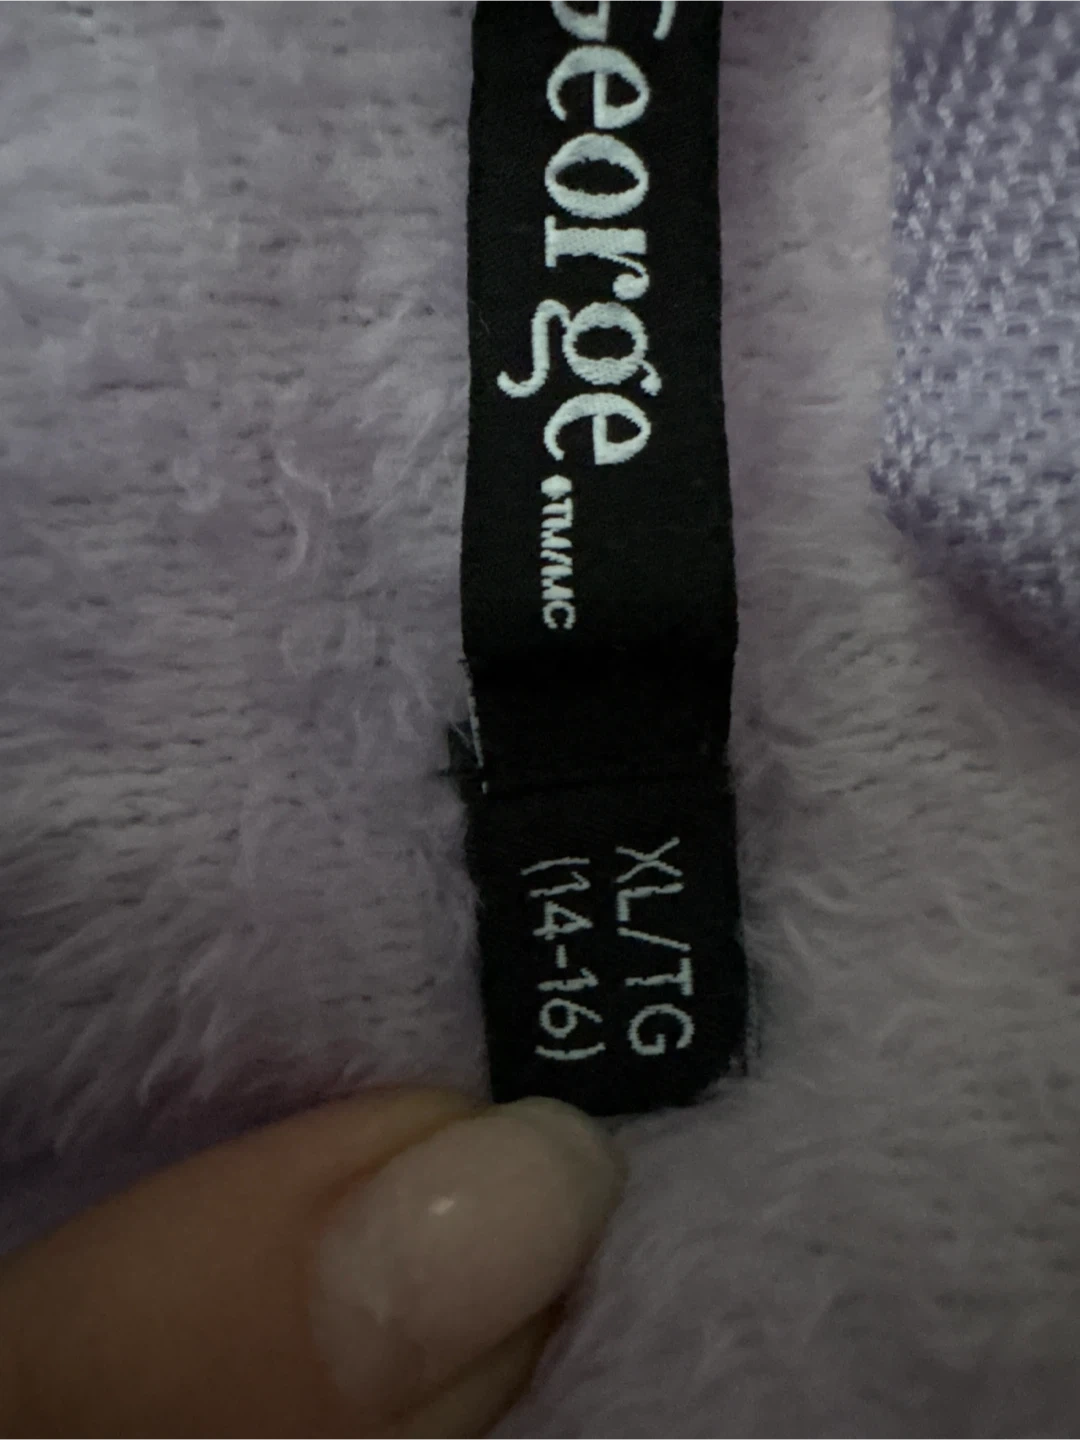 George
TM/MC
XL/TG
(14-16)